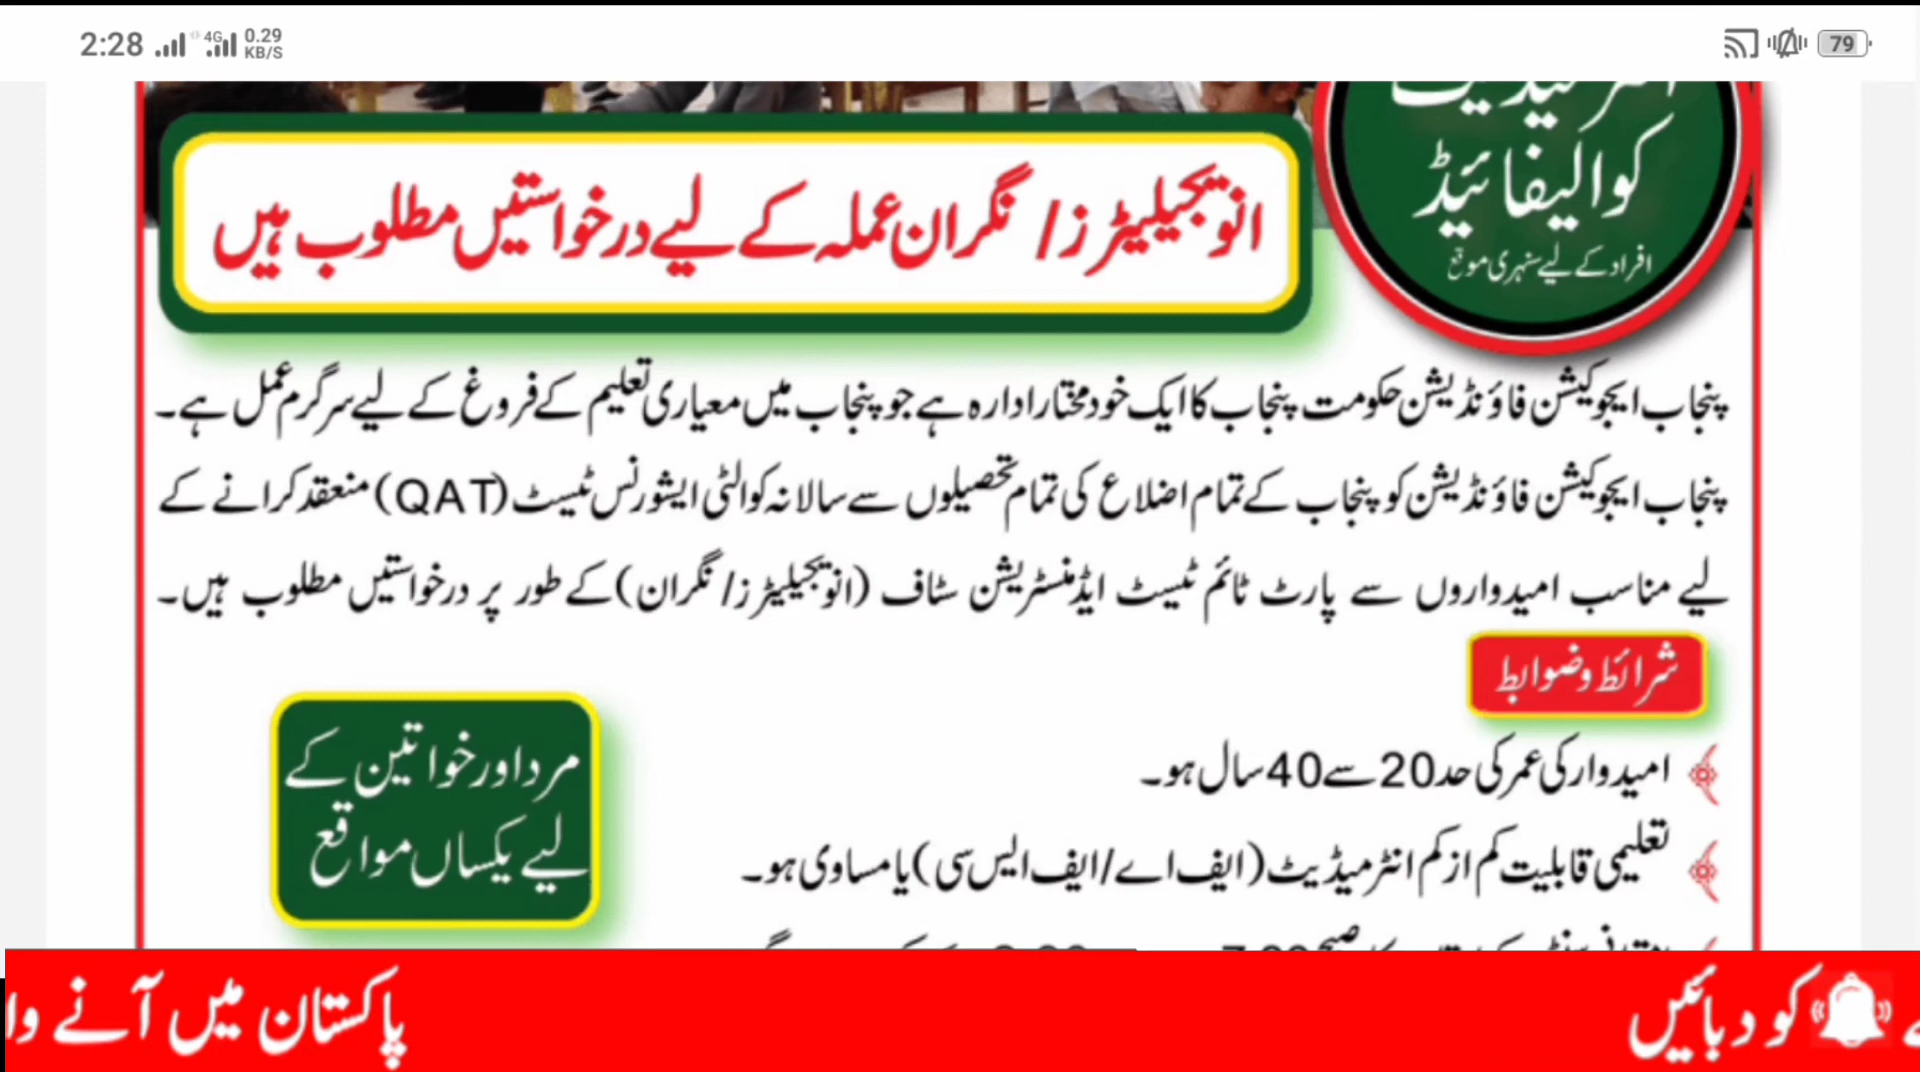 2:28 4G 0.29 KB/S 79
کوالیفائیڈ
افراد کے لیے سنہری موقع
انویجیلیٹرز/نگران عملہ کے لیے درخواستیں مطلوب ہیں
پنجاب ایجوکیشن فاؤنڈیشن حکومت پنجاب کا ایک خودمختار ادارہ ہے جو پنجاب میں معیاری تعلیم کے فروغ کے لیے سرگرم عمل ہے۔
پنجاب ایجوکیشن فاؤنڈیشن کو پنجاب کے تمام اضلاع کی تمام تحصیلوں سے سالانہ کوالٹی ایشورنس ٹیسٹ (QAT) منعقد کرانے کے
لیے مناسب امیدواروں سے پارٹ ٹائم ٹیسٹ ایڈمنسٹریشن سٹاف (انویجیلیٹرز/نگران) کے طور پر درخواستیں مطلوب ہیں۔
شرائط و ضوابط
امیدوار کی عمر کی حد 20 سے 40 سال ہو۔
تعلیمی قابلیت کم از کم انٹرمیڈیٹ (ایف اے/ایف ایس سی) یا مساوی ہو۔
مرد اور خواتین کے
لیے یکساں مواقع
کو دبائیں
پاکستان میں آنے وا